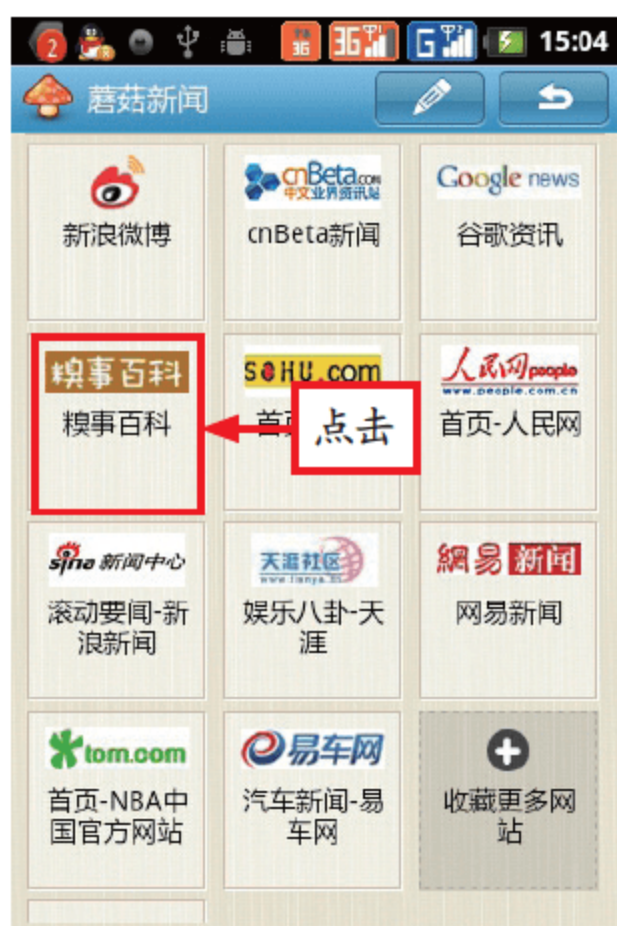 2
3G
3G
G
15:04
蘑菇新闻
cnBeta.com
中文业界资讯站
Google news
新浪微博
cnBeta新闻
谷歌资讯
糗事百科
SOHU.com
人民网 people
www.people.com.cn
糗事百科
首
点击
首页-人民网
sina 新闻中心
天涯社区
網易 新闻
滚动要闻-新
浪新闻
娱乐八卦-天
涯
网易新闻
tom.com
易车网
首页-NBA中
国官方网站
汽车新闻-易
车网
收藏更多网
站